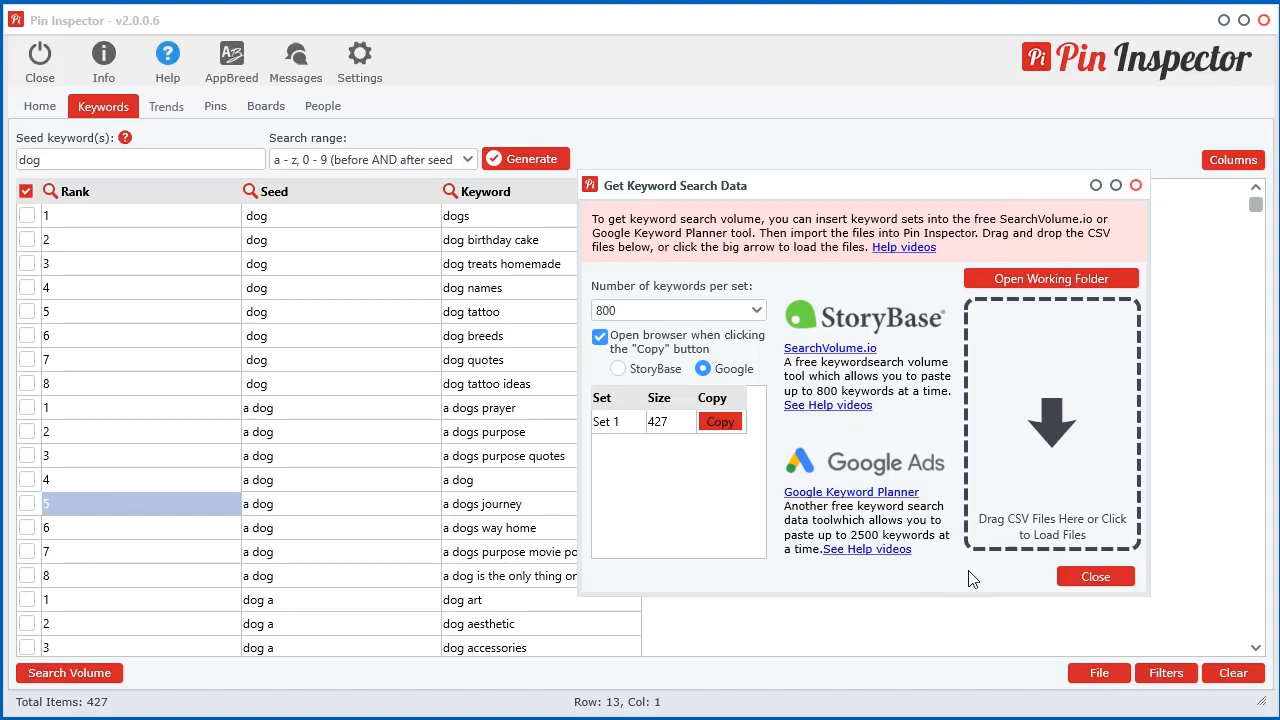 Pin Inspector - v2.0.0.6
Close Info Help AppBreed Messages Settings
Pi Pin Inspector
Home Keywords Trends Pins Boards People
Seed keyword(s): ? Search range:
dog a - z, 0 - 9 (before AND after seed Generate Columns
Rank Seed Keyword
1 dog dogs
2 dog dog birthday cake
3 dog dog treats homemade
4 dog dog names
5 dog dog tattoo
6 dog dog breeds
7 dog dog quotes
8 dog dog tattoo ideas
1 a dog a dogs prayer
2 a dog a dogs purpose
3 a dog a dogs purpose quotes
4 a dog a dog
5 a dog a dogs journey
6 a dog a dogs way home
7 a dog a dogs purpose movie po
8 a dog a dog is the only thing on
1 dog a dog art
2 dog a dog aesthetic
3 dog a dog accessories
Pi Get Keyword Search Data
To get keyword search volume, you can insert keyword sets into the free SearchVolume.io or
Google Keyword Planner tool. Then import the files into Pin Inspector. Drag and drop the CSV
files below, or click the big arrow to load the files. Help videos
Number of keywords per set:
800
Open browser when clicking
the "Copy" button
StoryBase Google
Set Size Copy
Set 1 427 Copy
StoryBase
SearchVolume.io
A free keywordsearch volume
tool which allows you to paste
up to 800 keywords at a time.
See Help videos
Google Ads
Google Keyword Planner
Another free keyword search
data toolwhich allows you to
paste up to 2500 keywords at
a time.See Help videos
Open Working Folder
Drag CSV Files Here or Click
to Load Files
Close
Search Volume File Filters Clear
Total Items: 427 Row: 13, Col: 1